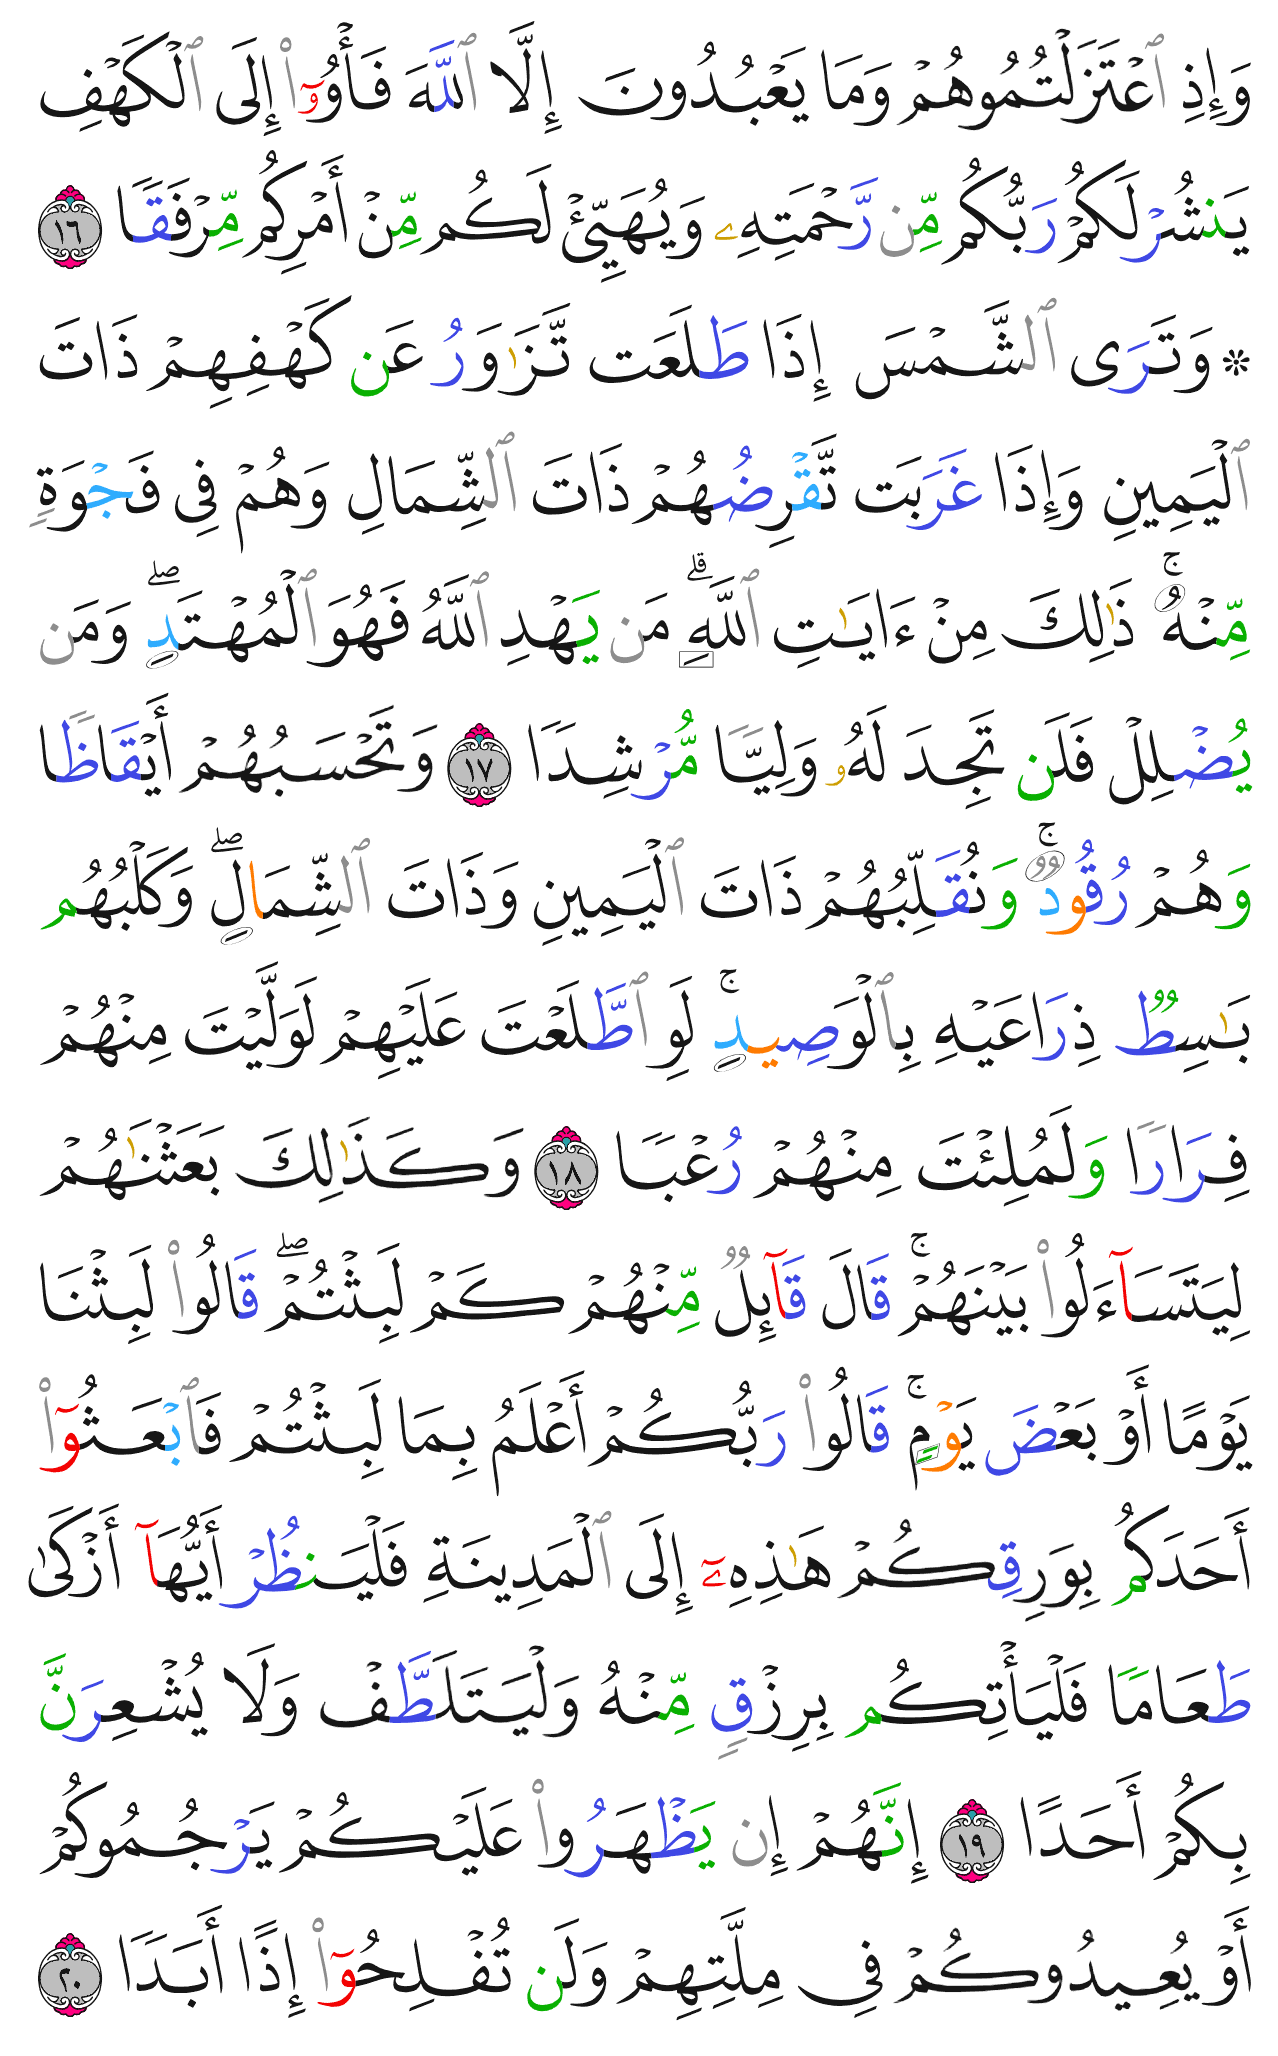 وَإِذِ ٱعْتَزَلْتُمُوهُمْ وَمَا يَعْبُدُونَ إِلَّا ٱللَّهَ فَأْوُۥٓا۟ إِلَى ٱلْكَهْفِ
يَنشُرْ لَكُمْ رَبُّكُم مِّن رَّحْمَتِهِۦ وَيُهَيِّئْ لَكُم مِّنْ أَمْرِكُم مِّرْفَقًا ١٦
۞ وَتَرَى ٱلشَّمْسَ إِذَا طَلَعَت تَّزَٰوَرُ عَن كَهْفِهِمْ ذَاتَ
ٱلْيَمِينِ وَإِذَا غَرَبَت تَّقْرِضُهُمْ ذَاتَ ٱلشِّمَالِ وَهُمْ فِى فَجْوَةٍ
مِّنْهُ ۚ ذَٰلِكَ مِنْ ءَايَـٰتِ ٱللَّهِ ۗ مَن يَهْدِ ٱللَّهُ فَهُوَ ٱلْمُهْتَدِ ۖ وَمَن
يُضْلِلْ فَلَن تَجِدَ لَهُۥ وَلِيًّا مُّرْشِدًا ١٧ وَتَحْسَبُهُمْ أَيْقَاظًا
وَهُمْ رُقُودٌ ۚ وَنُقَلِّبُهُمْ ذَاتَ ٱلْيَمِينِ وَذَاتَ ٱلشِّمَالِ ۖ وَكَلْبُهُم
بَـٰسِطٌ ذِرَاعَيْهِ بِٱلْوَصِيدِ ۚ لَوِ ٱطَّلَعْتَ عَلَيْهِمْ لَوَلَّيْتَ مِنْهُمْ
فِرَارًا وَلَمُلِئْتَ مِنْهُمْ رُعْبًا ١٨ وَكَذَٰلِكَ بَعَثْنَـٰهُمْ
لِيَتَسَآءَلُوا۟ بَيْنَهُمْ ۚ قَالَ قَآئِلٌ مِّنْهُمْ كَمْ لَبِثْتُمْ ۖ قَالُوا۟ لَبِثْنَا
يَوْمًا أَوْ بَعْضَ يَوْمٍ ۚ قَالُوا۟ رَبُّكُمْ أَعْلَمُ بِمَا لَبِثْتُمْ فَٱبْعَثُوٓا۟
أَحَدَكُم بِوَرِقِكُمْ هَـٰذِهِۦٓ إِلَى ٱلْمَدِينَةِ فَلْيَنظُرْ أَيُّهَآ أَزْكَىٰ
طَعَامًا فَلْيَأْتِكُم بِرِزْقٍ مِّنْهُ وَلْيَتَلَطَّفْ وَلَا يُشْعِرَنَّ
بِكُمْ أَحَدًا ١٩ إِنَّهُمْ إِن يَظْهَرُوا۟ عَلَيْكُمْ يَرْجُمُوكُمْ
أَوْ يُعِيدُوكُمْ فِى مِلَّتِهِمْ وَلَن تُفْلِحُوٓا۟ إِذًا أَبَدًا ٢٠